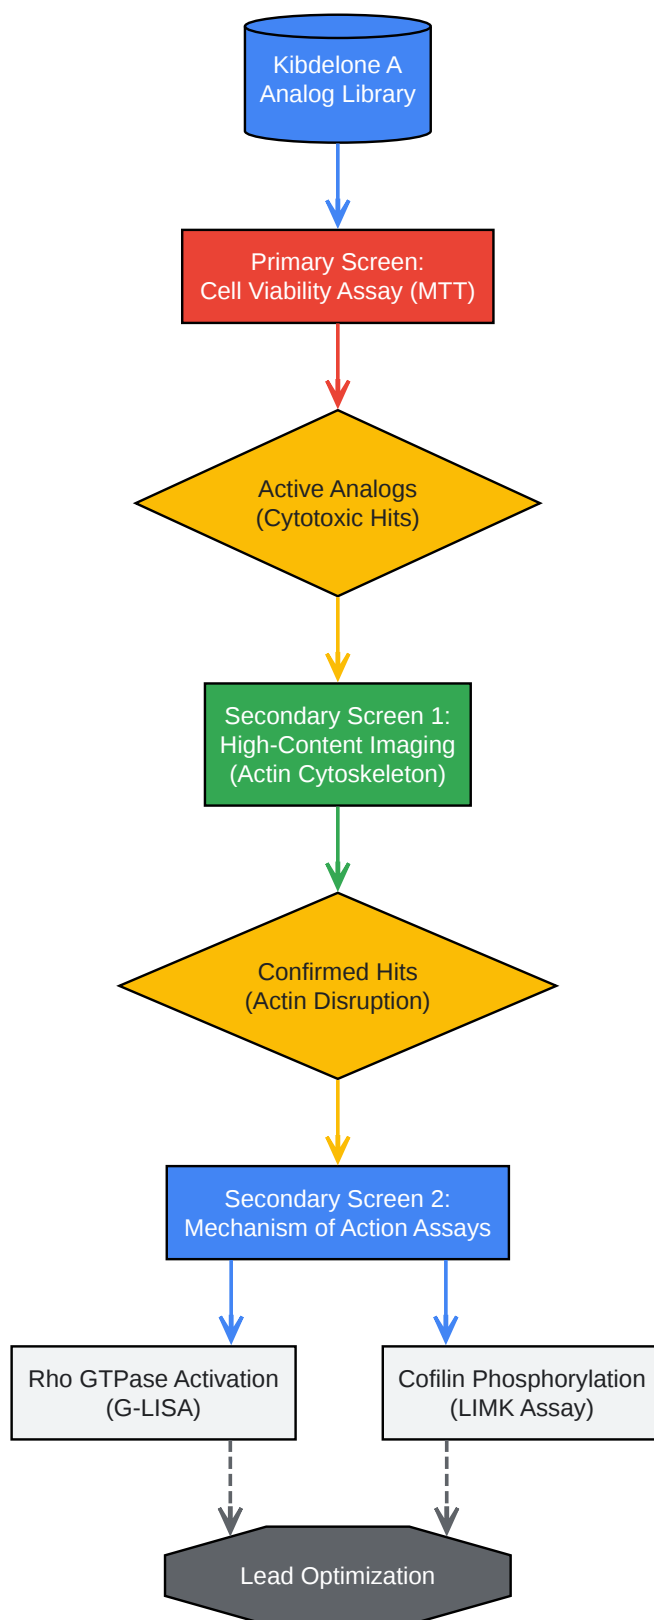 Kibdelone A
Analog Library
Primary Screen:
Cell Viability Assay (MTT)
Active Analogs
(Cytotoxic Hits)
Secondary Screen 1:
High-Content Imaging
(Actin Cytoskeleton)
Confirmed Hits
(Actin Disruption)
Secondary Screen 2:
Mechanism of Action Assays
Rho GTPase Activation
(G-LISA)
Cofilin Phosphorylation
(LIMK Assay)
Lead Optimization